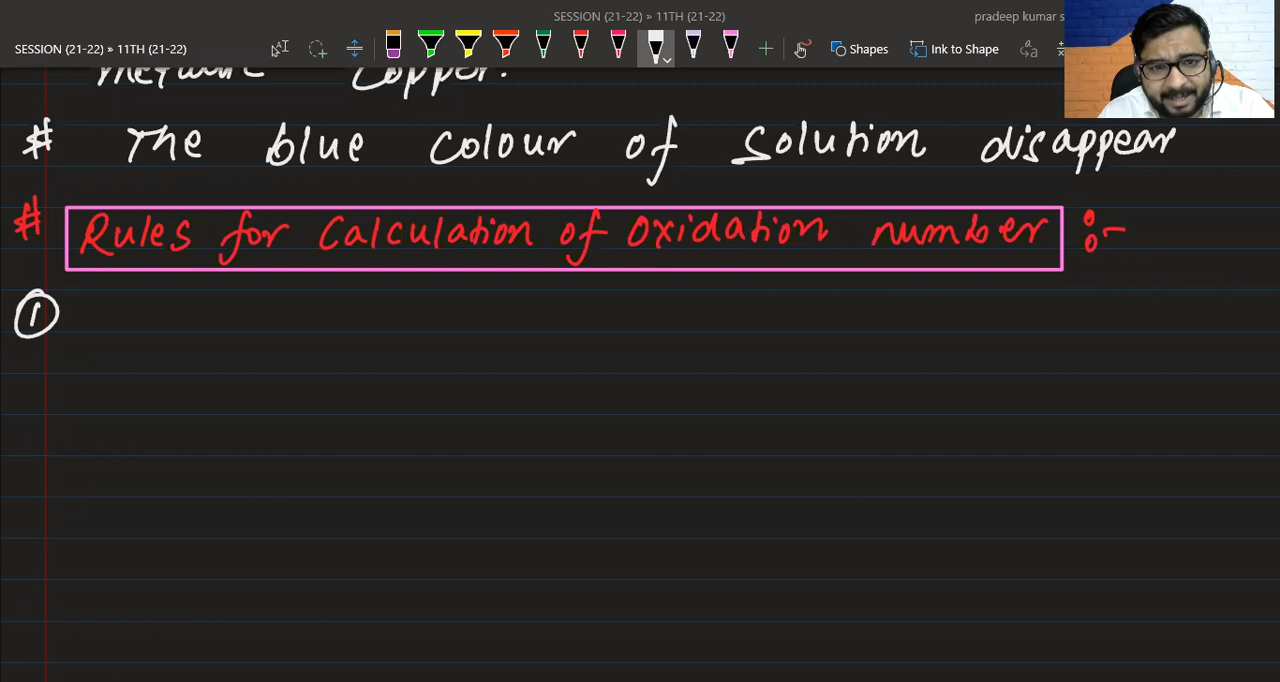 SESSION (21-22) » 11TH (21-22)
pradeep kumar s
SESSION (21-22) » 11TH (21-22)
Shapes
Ink to Shape
Copper.
# The blue colour of solution disappear
# Rules for Calculation of Oxidation number :-
1